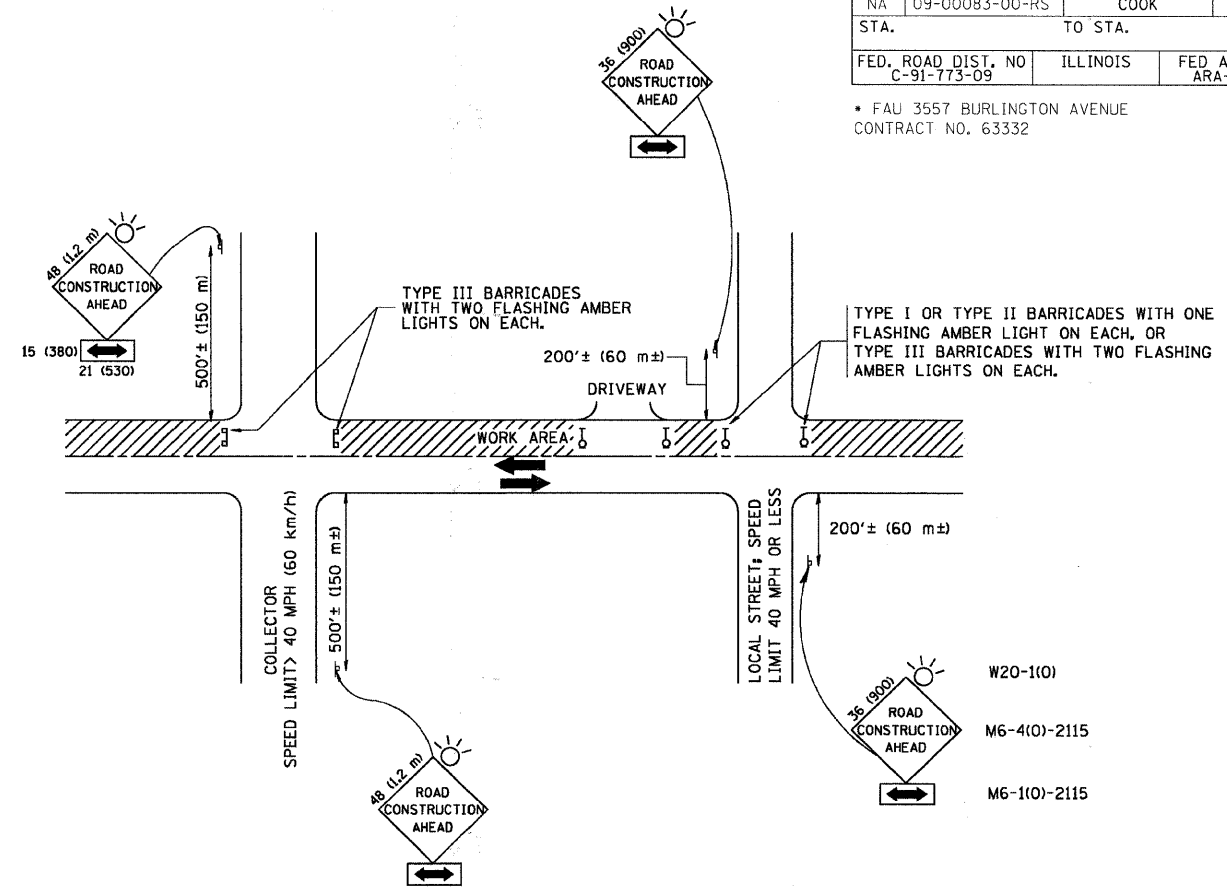 NA 09-00083-00-RS COOK
STA. TO STA.
FED. ROAD DIST. NO ILLINOIS FED A
C-91-773-09 ARA-
* FAU 3557 BURLINGTON AVENUE
CONTRACT NO. 63332
36 (900)
ROAD
CONSTRUCTION
AHEAD
48 (1.2 m)
ROAD
CONSTRUCTION
AHEAD
15 (380)
21 (530)
500'± (150 m)
TYPE III BARRICADES
WITH TWO FLASHING AMBER
LIGHTS ON EACH.
200'± (60 m±)
DRIVEWAY
TYPE I OR TYPE II BARRICADES WITH ONE
FLASHING AMBER LIGHT ON EACH, OR
TYPE III BARRICADES WITH TWO FLASHING
AMBER LIGHTS ON EACH.
WORK AREA
COLLECTOR
SPEED LIMIT> 40 MPH (60 km/h)
500'± (150 m±)
LOCAL STREET; SPEED
LIMIT 40 MPH OR LESS
200'± (60 m±)
48 (1.2 m)
ROAD
CONSTRUCTION
AHEAD
36 (900)
ROAD
CONSTRUCTION
AHEAD
W20-1(O)
M6-4(O)-2115
M6-1(O)-2115